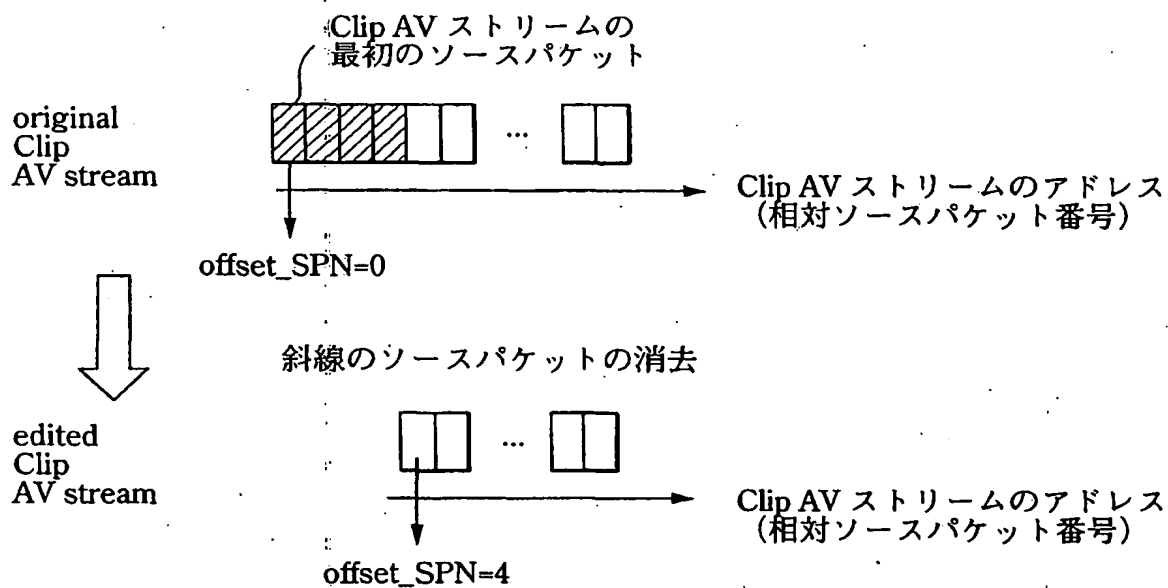 Clip AV ストリームの
最初のソースパケット
original
Clip
AV stream
...
Clip AV ストリームのアドレス
(相対ソースパケット番号)
offset_SPN=0
斜線のソースパケットの消去
edited
Clip
AV stream
...
Clip AV ストリームのアドレス
(相対ソースパケット番号)
offset_SPN=4